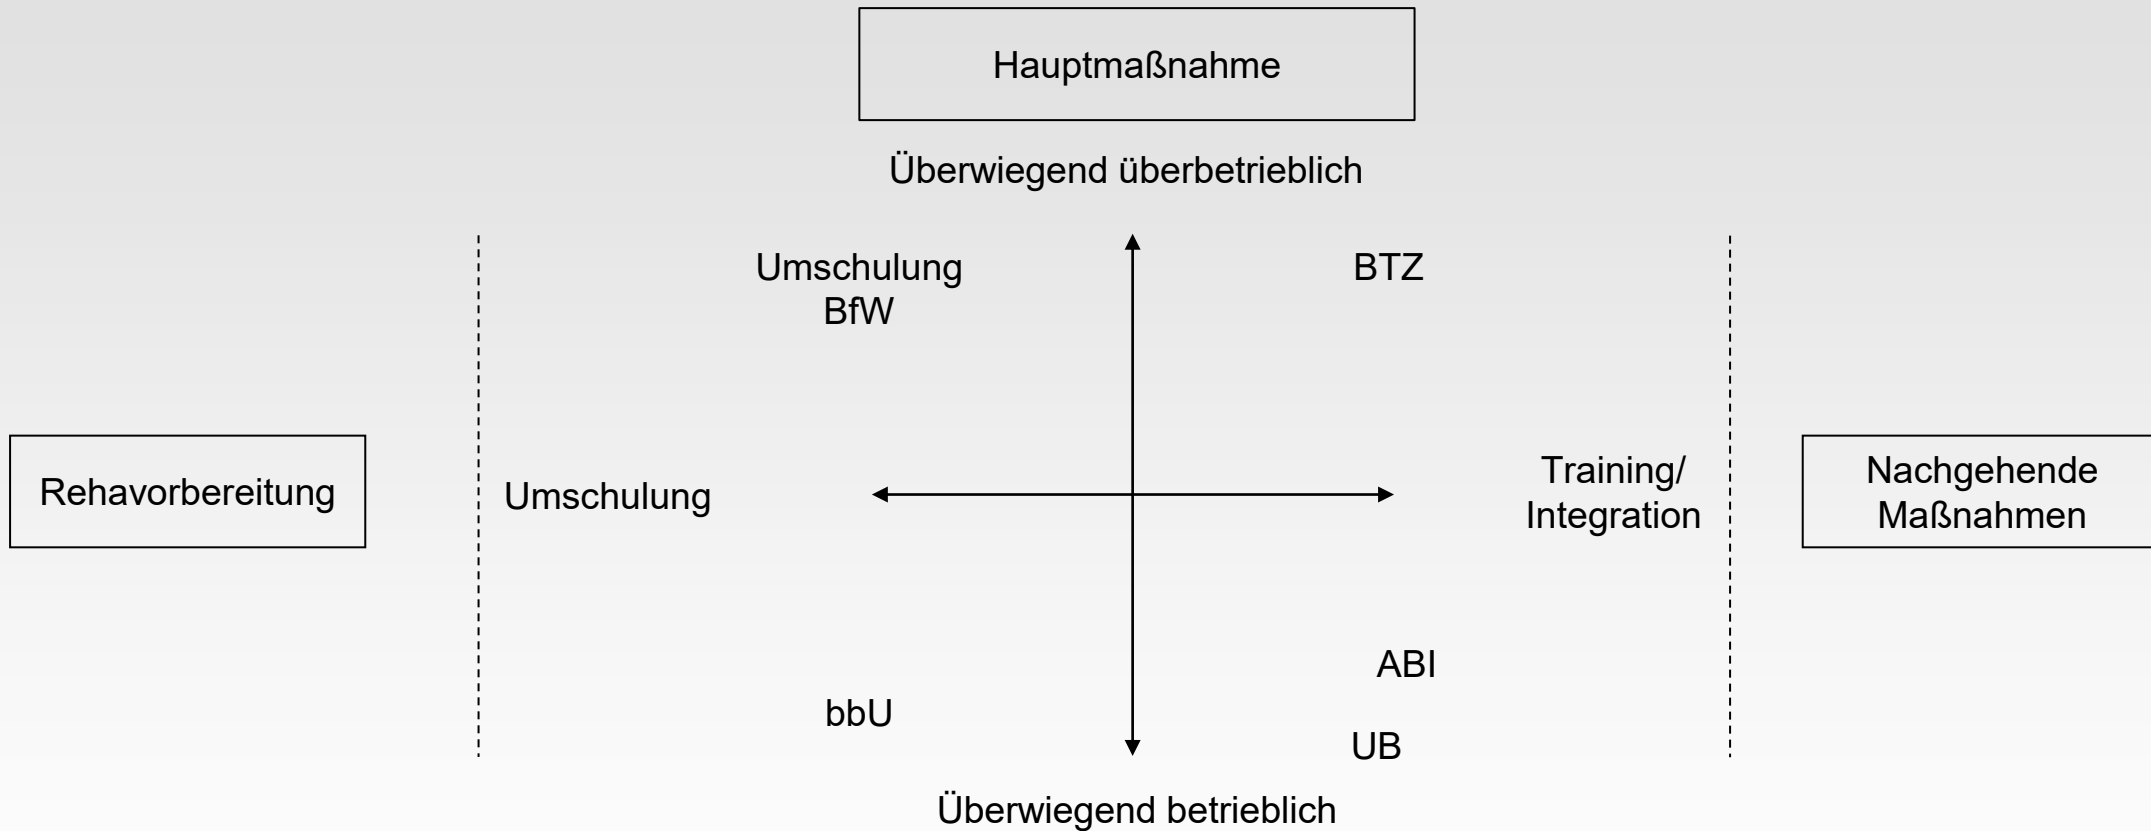 Hauptmaßnahme
Überwiegend überbetrieblich
Umschulung
BfW
BTZ
Rehavorbereitung
Umschulung
Training/
Integration
Nachgehende
Maßnahmen
ABI
bbU
UB
Überwiegend betrieblich